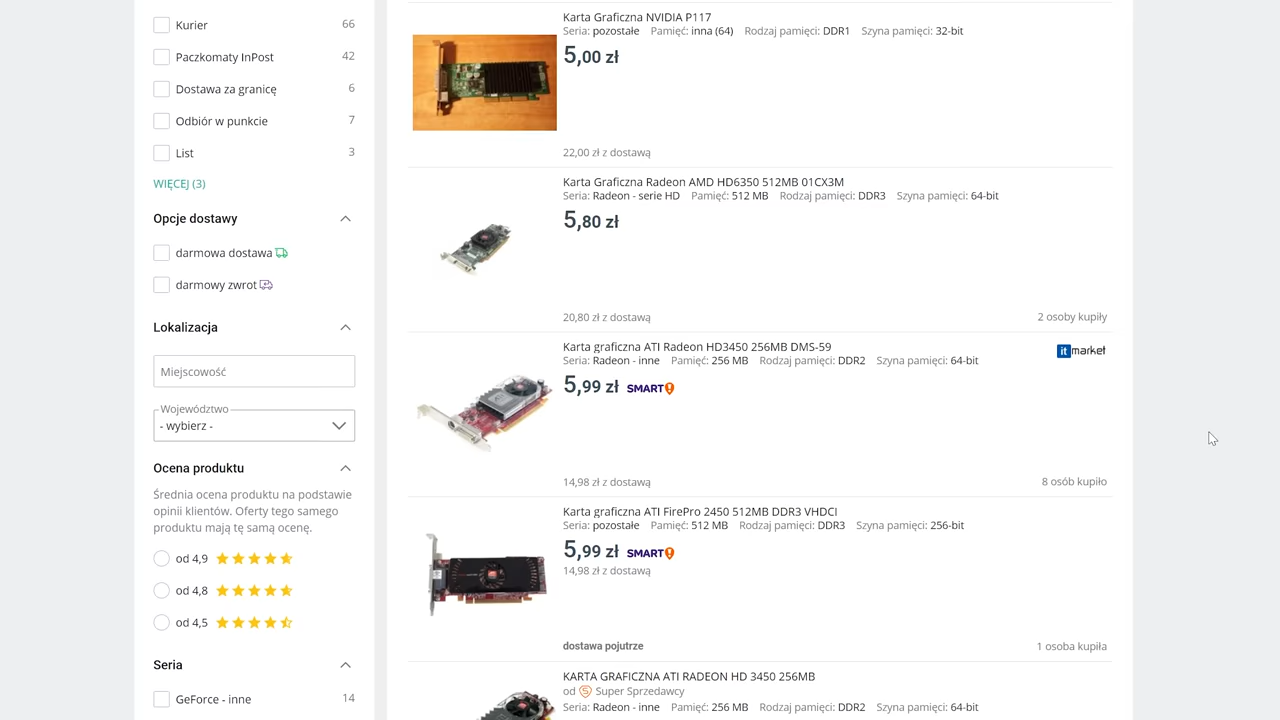 Kurier 66
Paczkomaty InPost 42
Dostawa za granicę 6
Odbiór w punkcie 7
List 3
WIĘCEJ (3)
Opcje dostawy
darmowa dostawa
darmowy zwrot
Lokalizacja
Miejscowość
Województwo
- wybierz -
Ocena produktu
Średnia ocena produktu na podstawie
opinii klientów. Oferty tego samego
produktu mają tę samą ocenę.
od 4,9
od 4,8
od 4,5
Seria
GeForce - inne 14
Karta Graficzna NVIDIA P117
Seria: pozostałe Pamięć: inna (64) Rodzaj pamięci: DDR1 Szyna pamięci: 32-bit
5,00 zł
22,00 zł z dostawą
Karta Graficzna Radeon AMD HD6350 512MB 01CX3M
Seria: Radeon - serie HD Pamięć: 512 MB Rodzaj pamięci: DDR3 Szyna pamięci: 64-bit
5,80 zł
20,80 zł z dostawą 2 osoby kupiły
Karta graficzna ATI Radeon HD3450 256MB DMS-59
it market
Seria: Radeon - inne Pamięć: 256 MB Rodzaj pamięci: DDR2 Szyna pamięci: 64-bit
5,99 zł SMART!
14,98 zł z dostawą 8 osób kupiło
Karta graficzna ATI FirePro 2450 512MB DDR3 VHDCI
Seria: pozostałe Pamięć: 512 MB Rodzaj pamięci: DDR3 Szyna pamięci: 256-bit
5,99 zł SMART!
14,98 zł z dostawą
dostawa pojutrze 1 osoba kupiła
KARTA GRAFICZNA ATI RADEON HD 3450 256MB
od S Super Sprzedawcy
Seria: Radeon - inne Pamięć: 256 MB Rodzaj pamięci: DDR2 Szyna pamięci: 64-bit